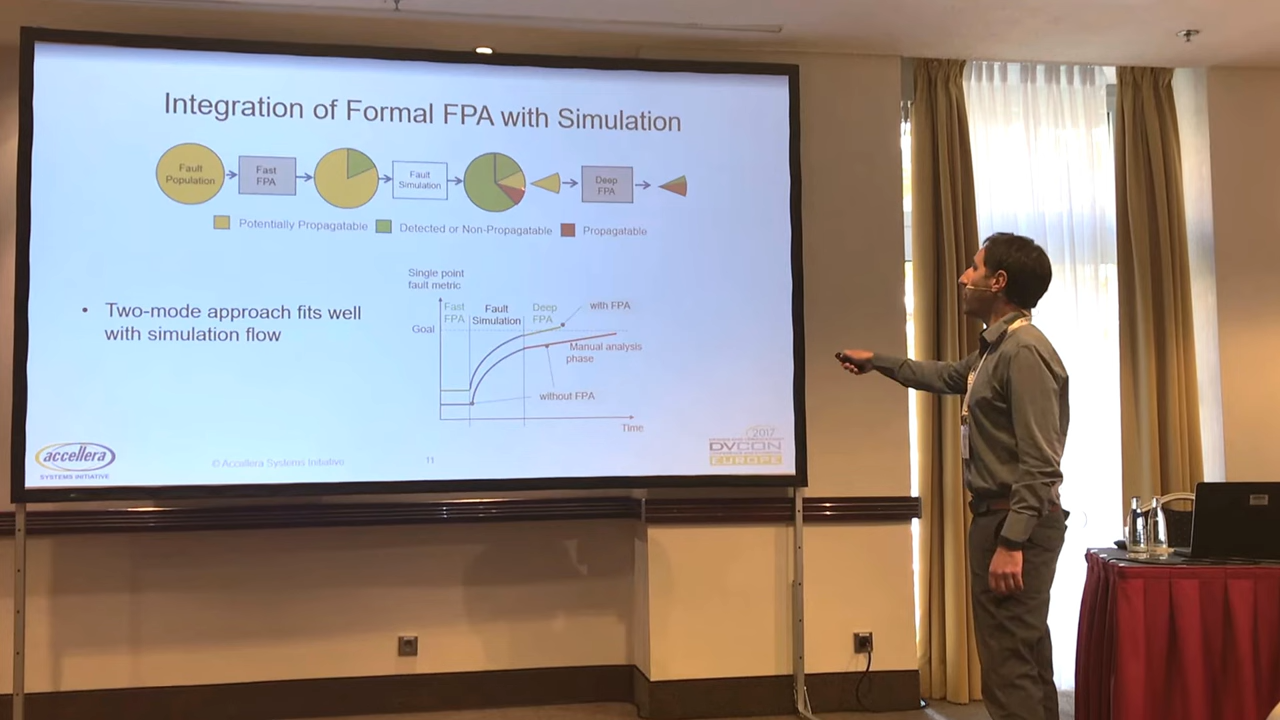 Integration of Formal FPA with Simulation
Fault
Population
Fast
FPA
Fault
Simulation
Deep
FPA
Potentially Propagatable
Detected or Non-Propagatable
Propagatable
• Two-mode approach fits well
with simulation flow
Single point
fault metric
Goal
Fast
FPA
Fault
Simulation
Deep
FPA
with FPA
Manual analysis
phase
without FPA
Time
accellera
SYSTEMS INITIATIVE
© Accellera Systems Initiative
11
2017
DVCON
EUROPE